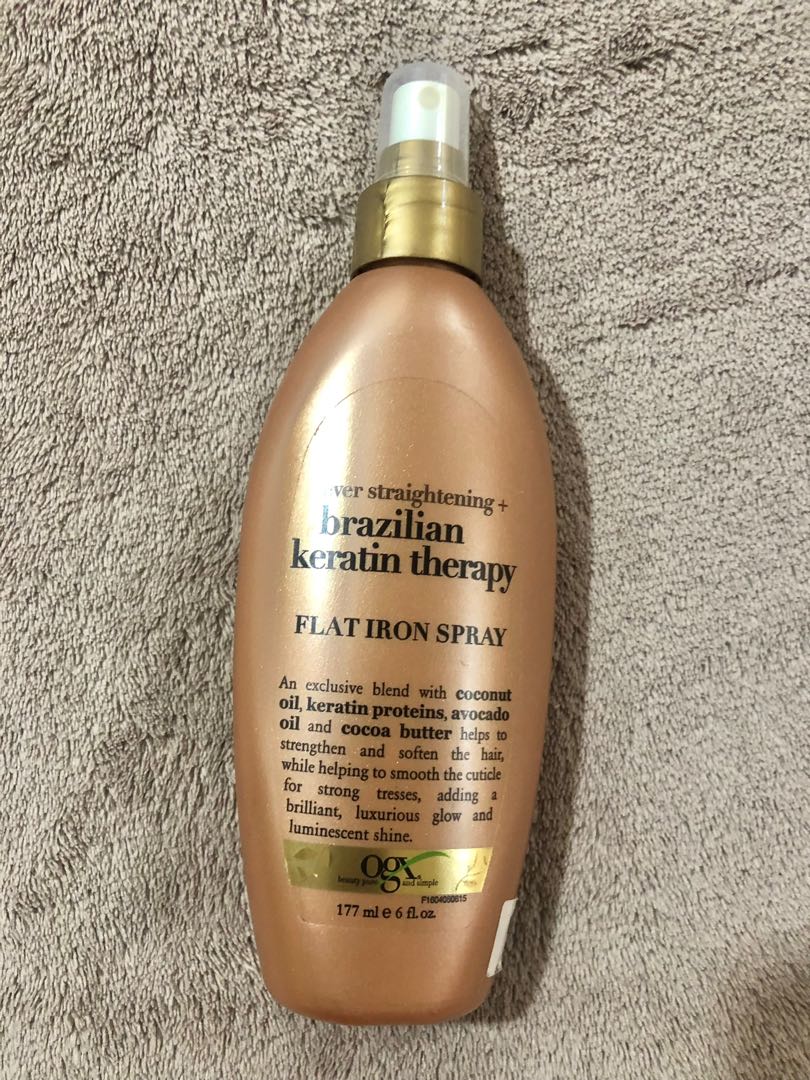 ever straightening +
brazilian
keratin therapy
FLAT IRON SPRAY
An exclusive blend with coconut
oil, keratin proteins, avocado
oil and cocoa butter helps to
strengthen and soften the hair,
while helping to smooth the cuticle
for strong tresses, adding a
brilliant, luxurious glow and
luminescent shine.
ogx
beauty pure and simple
F1604050815
177 ml e 6 fl. oz.